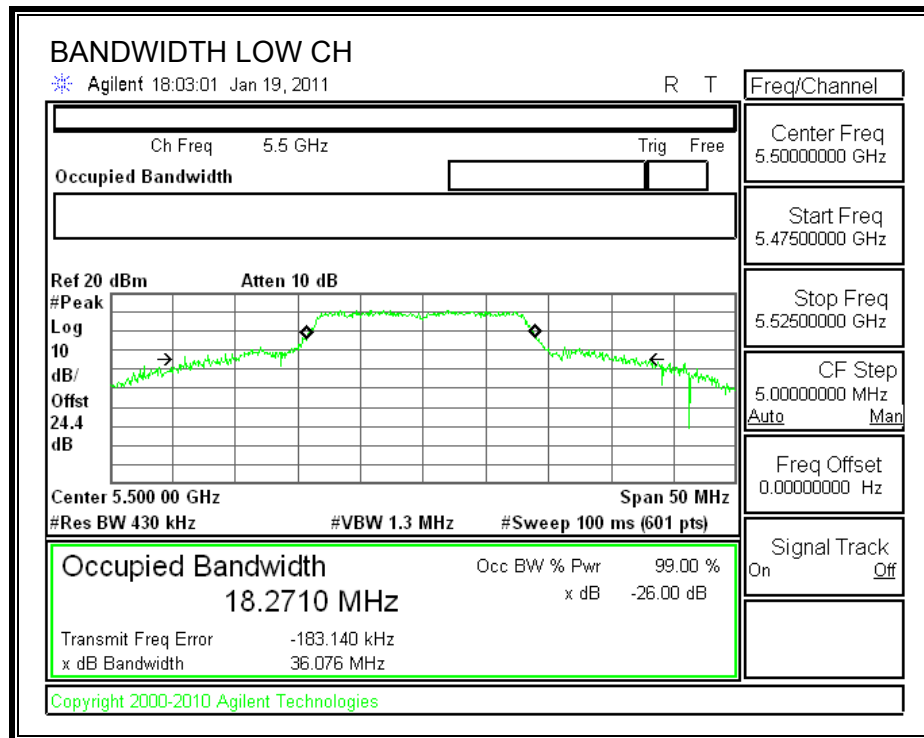 BANDWIDTH LOW CH
Agilent 18:03:01 Jan 19, 2011 R T
Freq/Channel
Ch Freq 5.5 GHz Trig Free
Occupied Bandwidth
Center Freq
5.50000000 GHz
Start Freq
5.47500000 GHz
Stop Freq
5.52500000 GHz
CF Step
5.00000000 MHz
Auto Man
Freq Offset
0.00000000 Hz
Signal Track
On Off
Ref 20 dBm Atten 10 dB
#Peak
Log
10
dB/
Offst
24.4
dB
Center 5.500 00 GHz Span 50 MHz
#Res BW 430 kHz #VBW 1.3 MHz #Sweep 100 ms (601 pts)
Occupied Bandwidth Occ BW % Pwr 99.00 %
18.2710 MHz x dB -26.00 dB
Transmit Freq Error -183.140 kHz
x dB Bandwidth 36.076 MHz
Copyright 2000-2010 Agilent Technologies